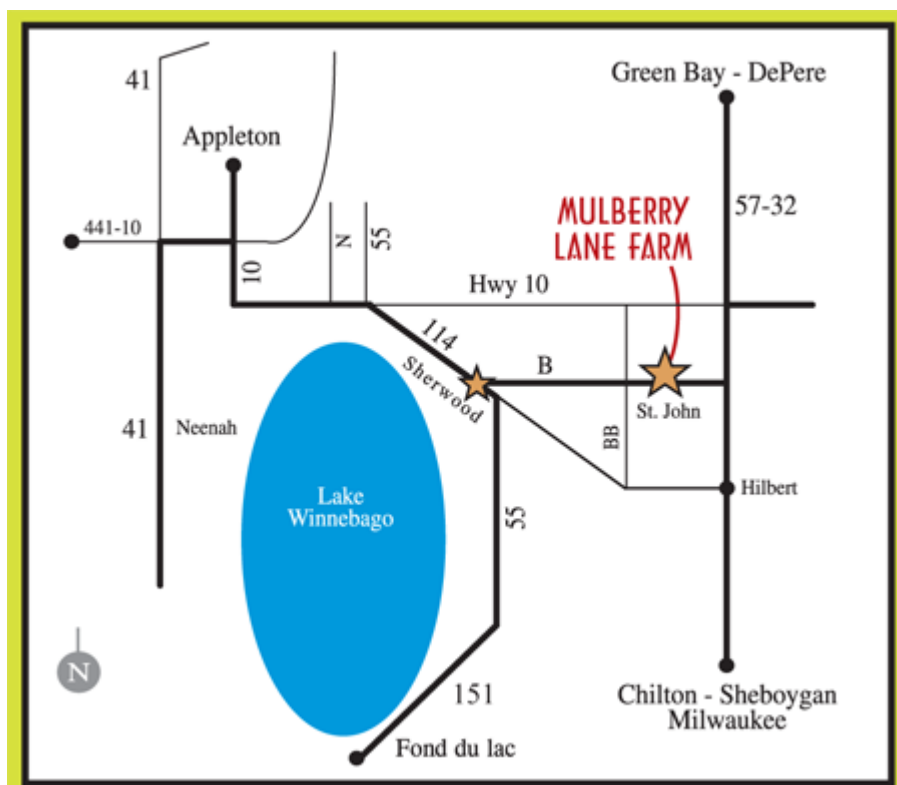 41
Green Bay - DePere
Appleton
57-32
MULBERRY
LANE FARM
441-10
N
55
10
Hwy 10
114
Sherwood
B
St. John
41
Neenah
BB
Hilbert
Lake
Winnebago
55
N
151
Chilton - Sheboygan
Milwaukee
Fond du lac